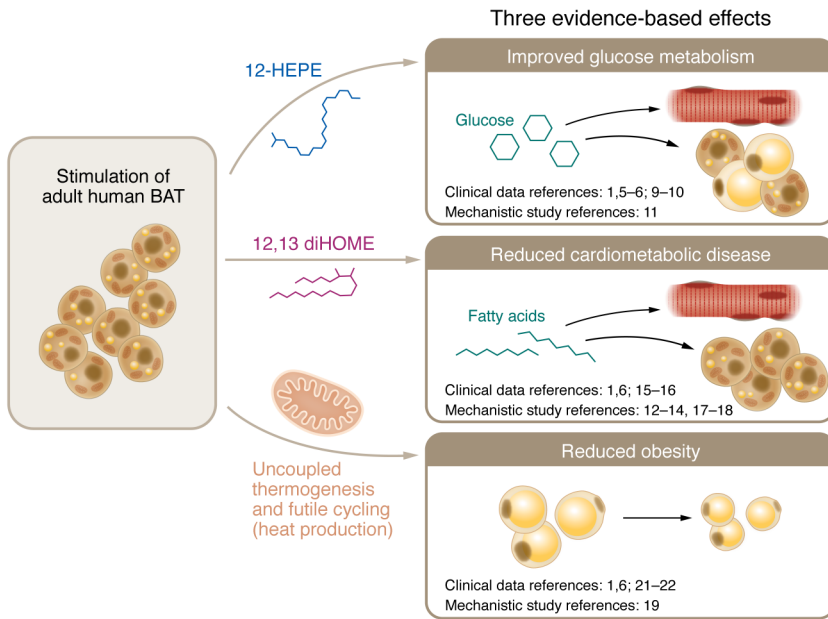 Three evidence-based effects
Stimulation of
adult human BAT
12-HEPE
Improved glucose metabolism
Glucose
Clinical data references: 1,5–6; 9–10
Mechanistic study references: 11
12,13 diHOME
Reduced cardiometabolic disease
Fatty acids
Clinical data references: 1,6; 15–16
Mechanistic study references: 12–14, 17–18
Uncoupled
thermogenesis
and futile cycling
(heat production)
Reduced obesity
Clinical data references: 1,6; 21–22
Mechanistic study references: 19